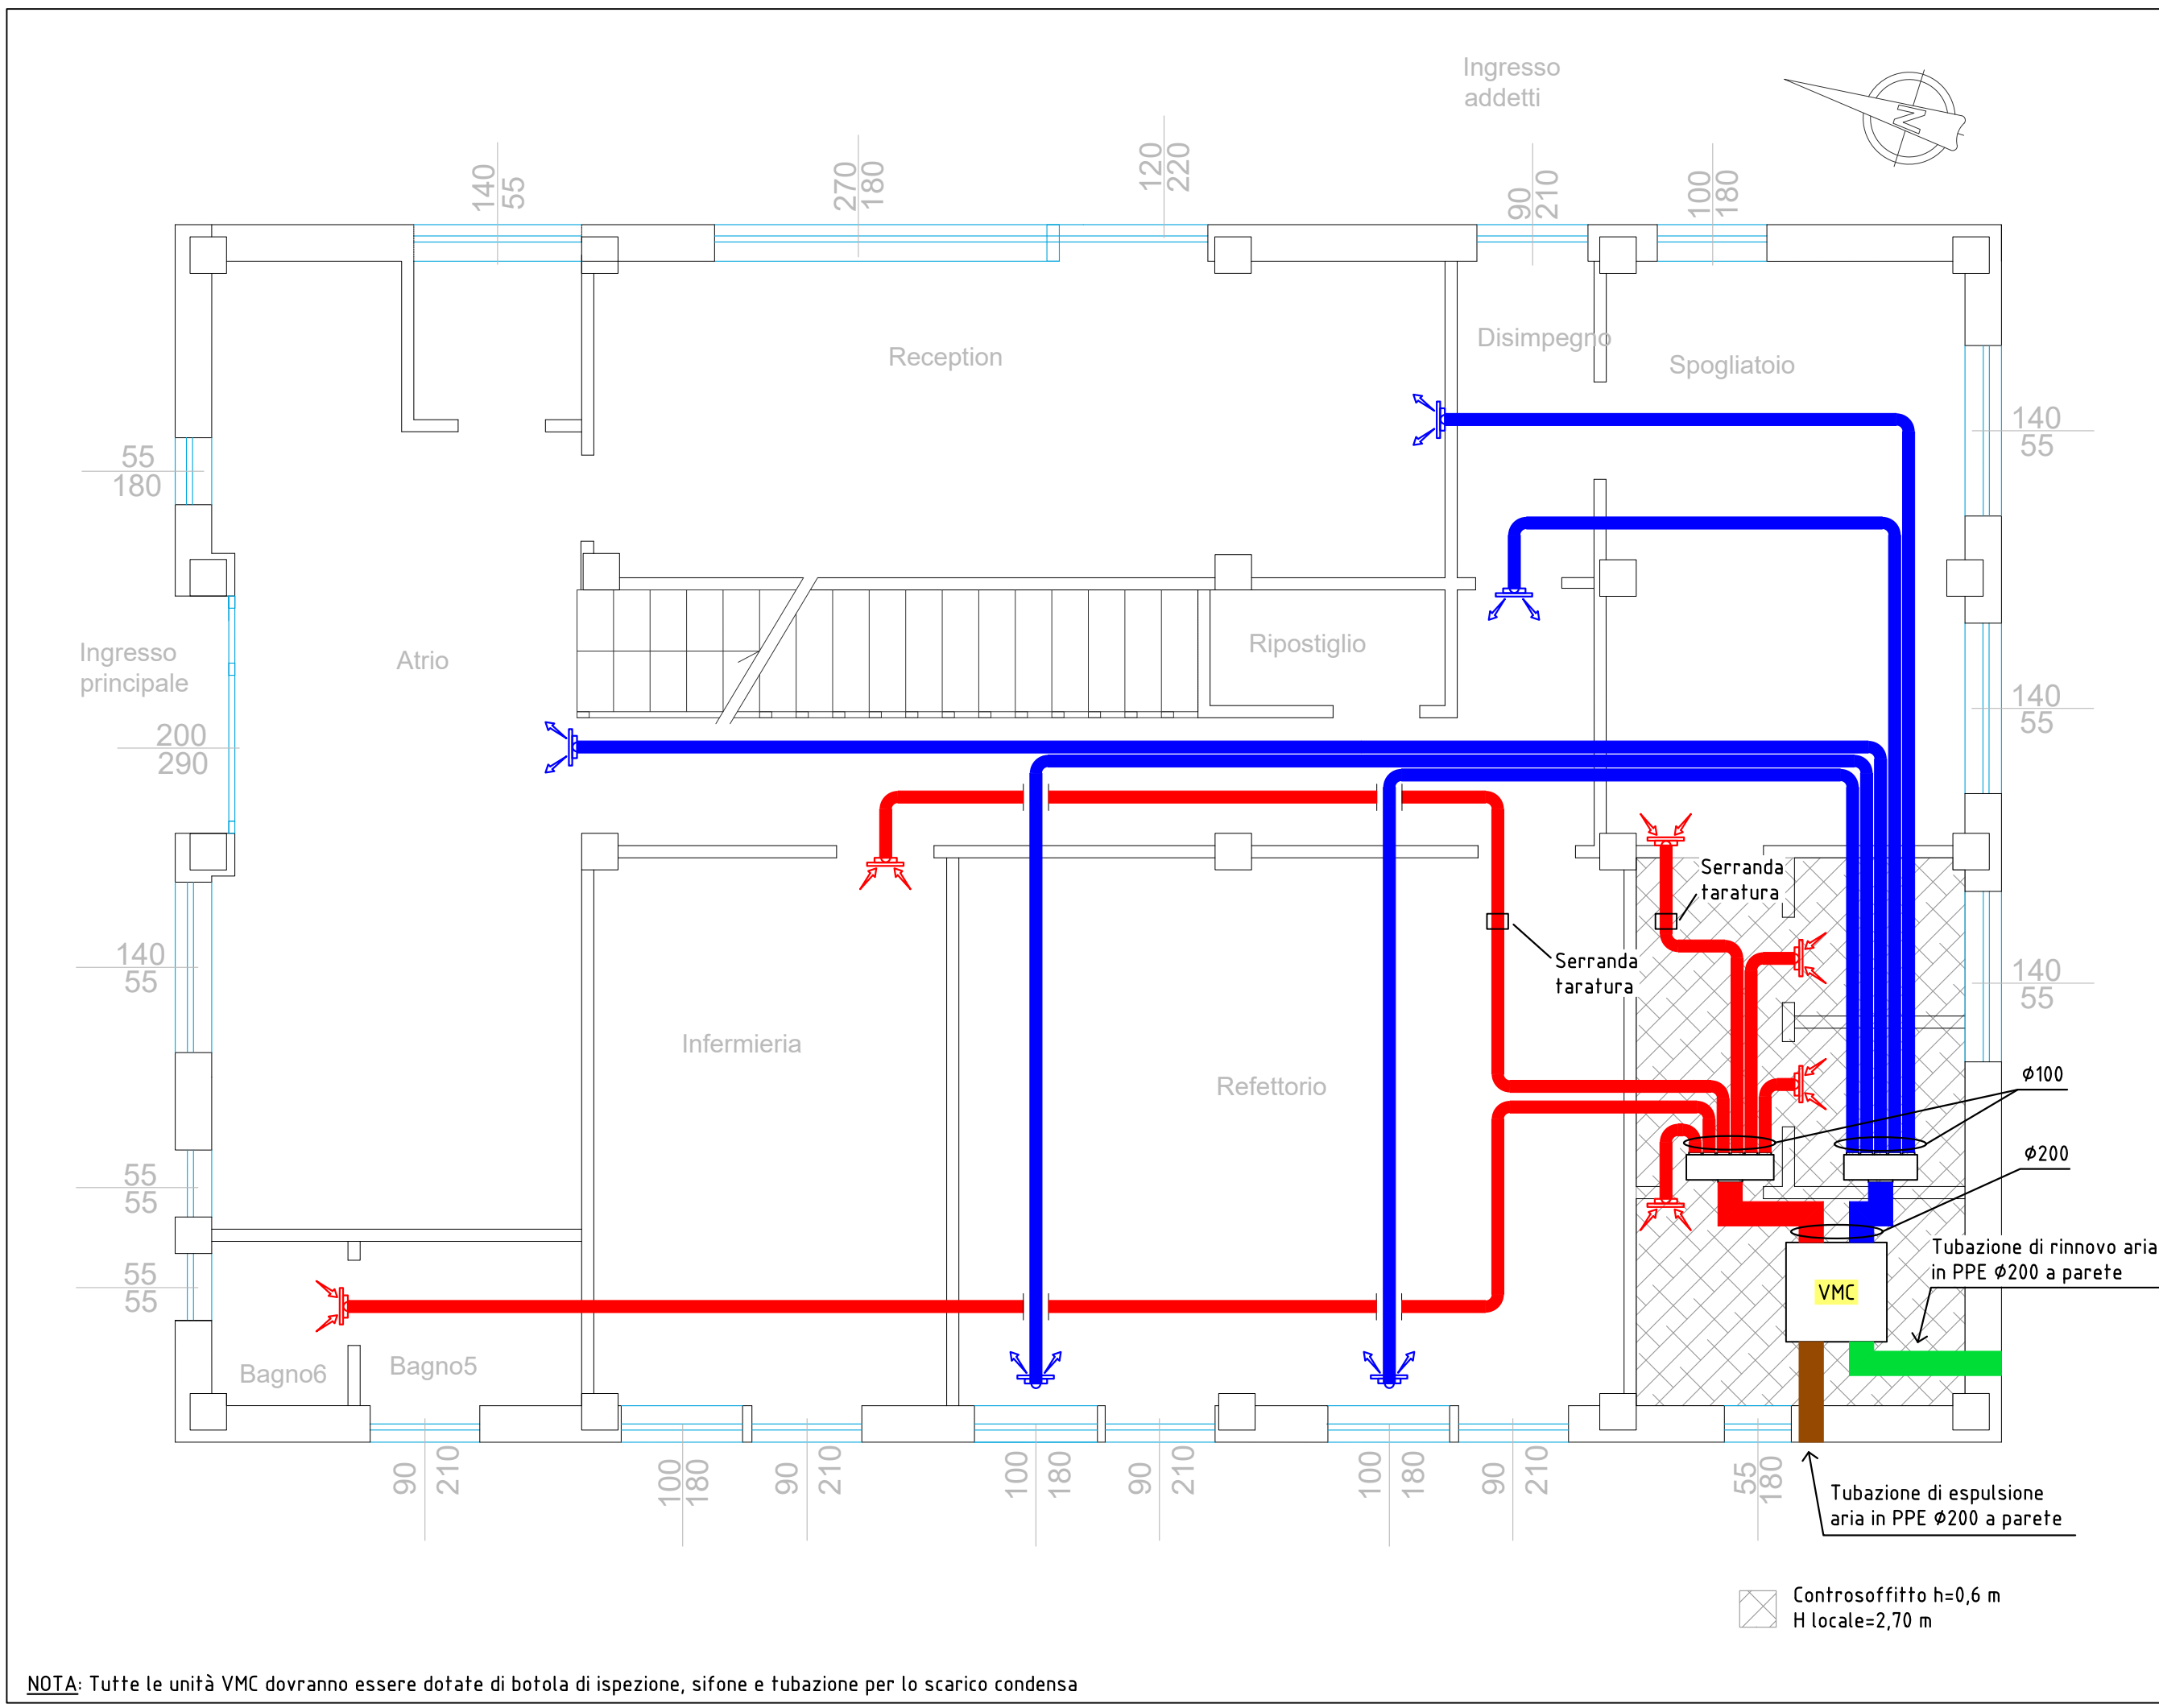 Ingresso
addetti
N
140
55
270
180
120
220
90
210
100
180
Reception
Disimpegno
Spogliatoio
140
55
55
180
Ingresso
principale
Atrio
Ripostiglio
140
55
200
290
Serranda
taratura
Serranda
taratura
140
55
140
55
Infermieria
Refettorio
Ø100
Ø200
55
55
Tubazione di rinnovo aria
in PPE Ø200 a parete
VMC
55
55
Bagno6
Bagno5
90
210
100
180
90
210
100
180
90
210
100
180
90
210
55
180
Tubazione di espulsione
aria in PPE Ø200 a parete
Controsoffitto h=0,6 m
H locale=2,70 m
NOTA: Tutte le unità VMC dovranno essere dotate di botola di ispezione, sifone e tubazione per lo scarico condensa